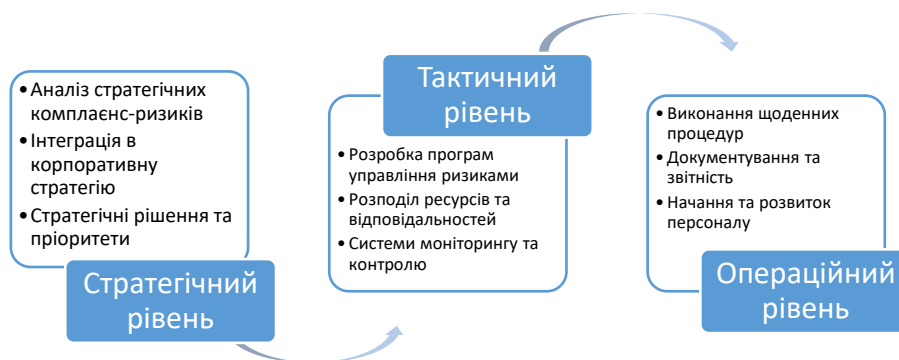 • Аналіз стратегічних
комплаєнс-ризиків
• Інтеграція в
корпоративну
стратегію
• Стратегічні рішення та
пріоритети
Стратегічний
рівень
Тактичний
рівень
• Розробка програм
управління ризиками
• Розподіл ресурсів та
відповідальностей
• Системи моніторингу та
контролю
• Виконання щоденних
процедур
• Документування та
звітність
• Начання та розвиток
персоналу
Операційний
рівень